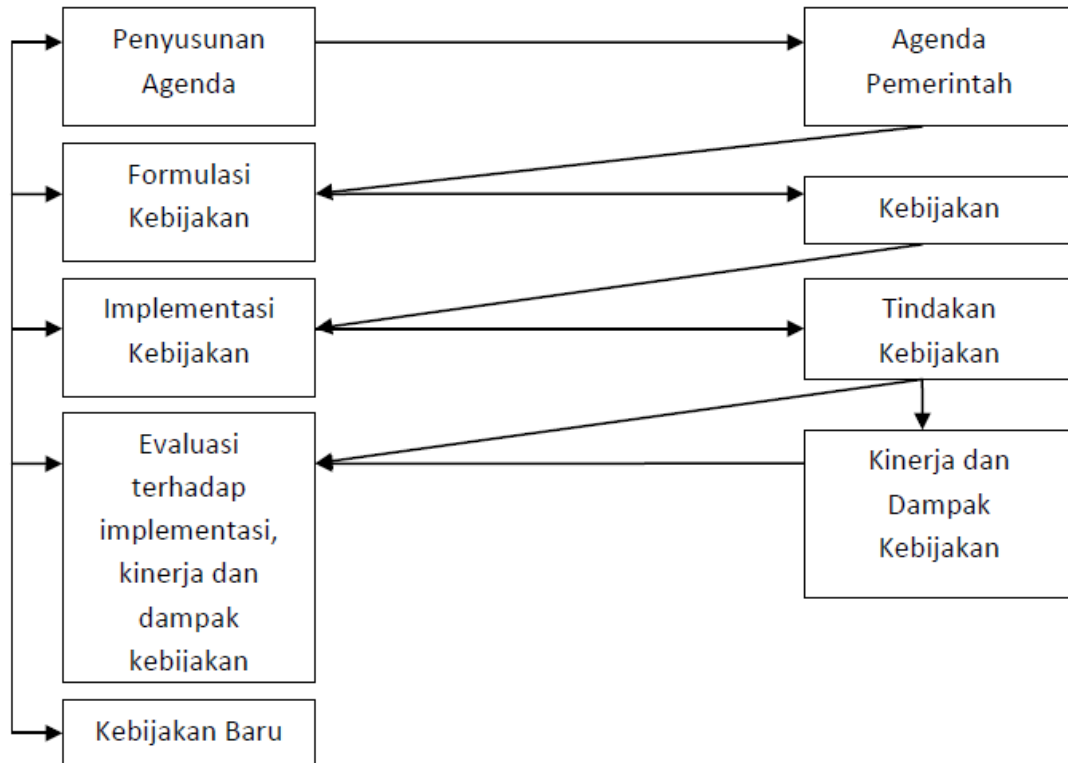 Penyusunan
Agenda
Agenda
Pemerintah
Formulasi
Kebijakan
Kebijakan
Implementasi
Kebijakan
Tindakan
Kebijakan
Evaluasi
terhadap
implementasi,
kinerja dan
dampak
kebijakan
Kinerja dan
Dampak
Kebijakan
Kebijakan Baru